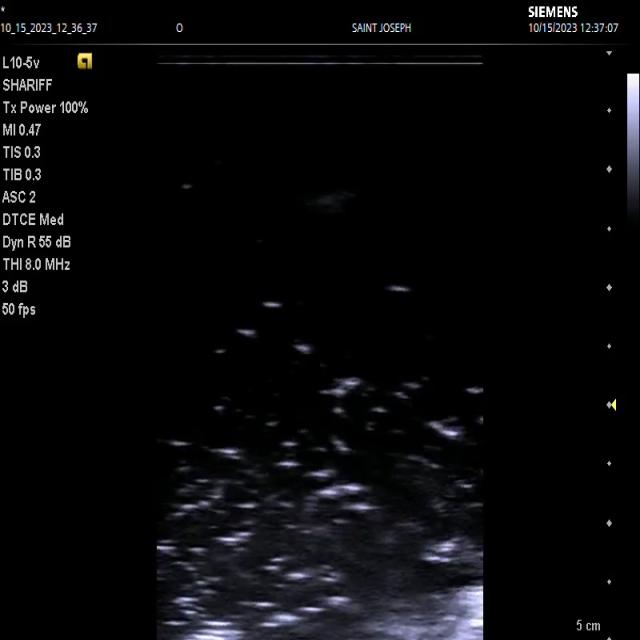 SIEMENS
10_15_2023_12_36_37 O SAINT JOSEPH 10/15/2023 12:37:07
L10-5v
SHARIFF
Tx Power 100%
MI 0.47
TIS 0.3
TIB 0.3
ASC 2
DTCE Med
Dyn R 55 dB
THI 8.0 MHz
3 dB
50 fps
5 cm